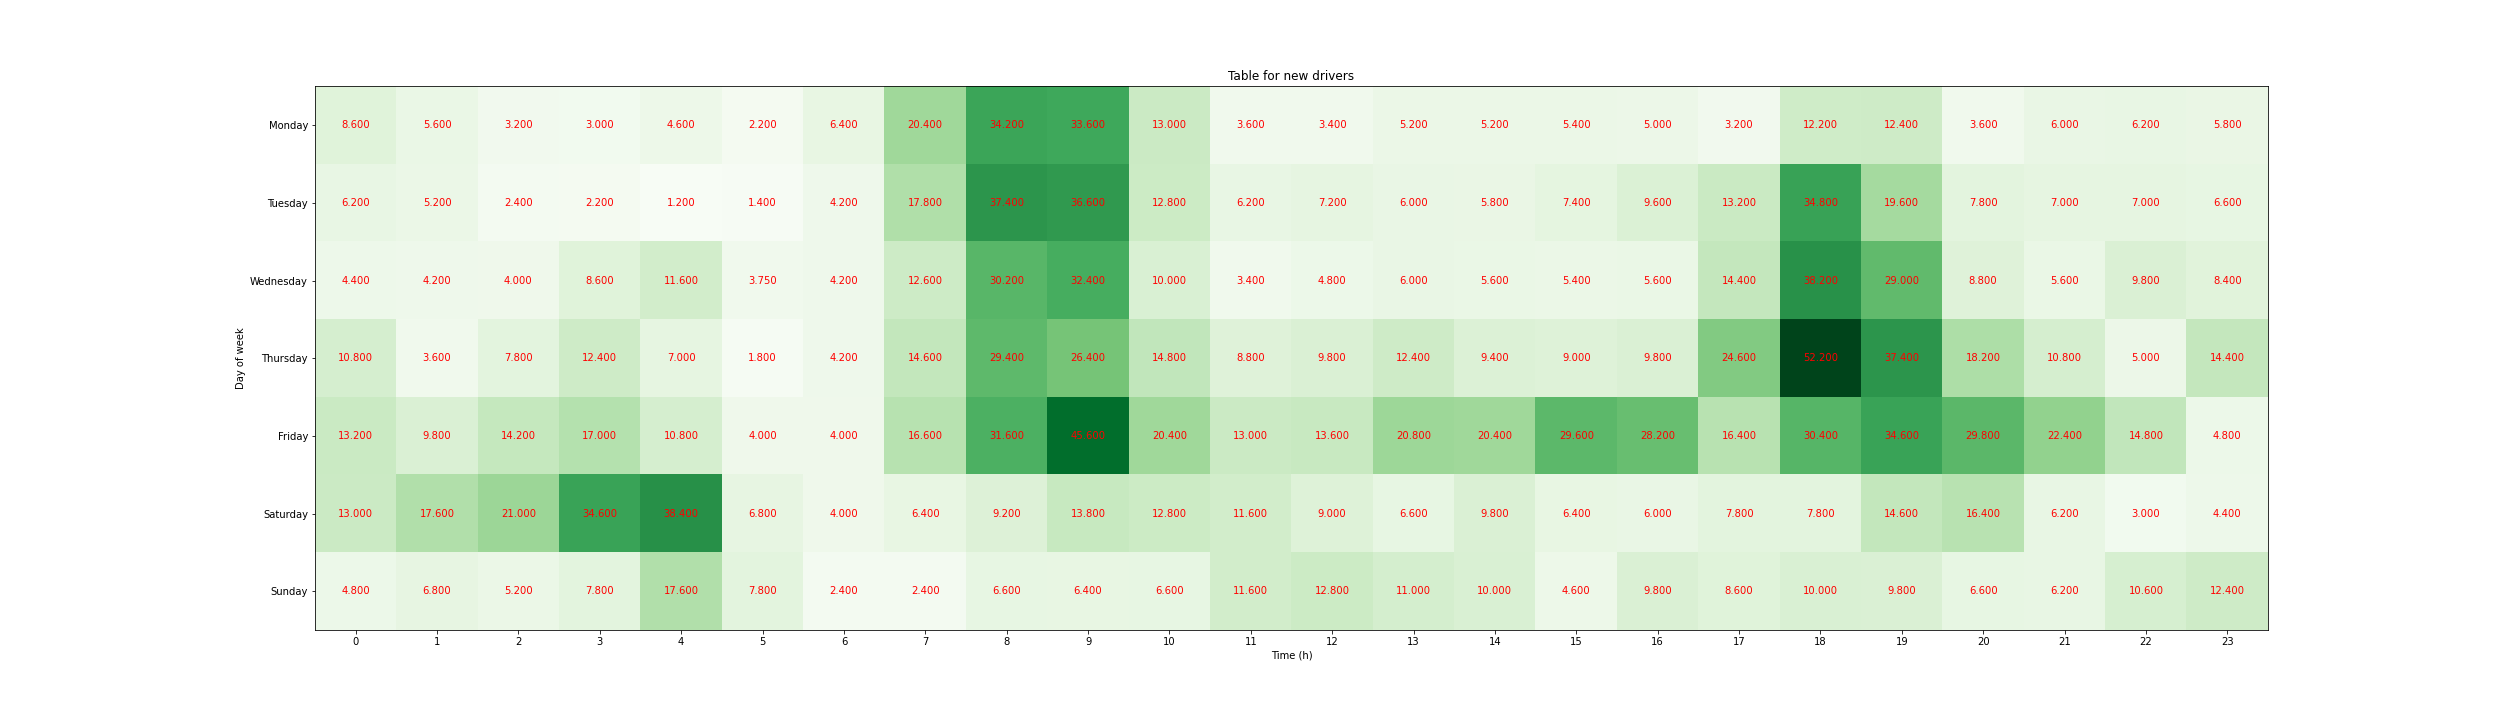 Table for new drivers
Monday 8.600 5.600 3.200 3.000 4.600 2.200 6.400 20.400 34.200 33.600 13.000 3.600 3.400 5.200 5.200 5.400 5.000 3.200 12.200 12.400 3.600 6.000 6.200 5.800
Tuesday 6.200 5.200 2.400 2.200 1.200 1.400 4.200 17.800 37.400 36.600 12.800 6.200 7.200 6.000 5.800 7.400 9.600 13.200 34.800 19.600 7.800 7.000 7.000 6.600
Wednesday 4.400 4.200 4.000 8.600 11.600 3.750 4.200 12.600 30.200 32.400 10.000 3.400 4.800 6.000 5.600 5.400 5.600 14.400 38.200 29.000 8.800 5.600 9.800 8.400
Day of week
Thursday 10.800 3.600 7.800 12.400 7.000 1.800 4.200 14.600 29.400 26.400 14.800 8.800 9.800 12.400 9.400 9.000 9.800 24.600 52.200 37.400 18.200 10.800 5.000 14.400
Friday 13.200 9.800 14.200 17.000 10.800 4.000 4.000 16.600 31.600 20.400 13.000 13.600 20.800 20.400 29.600 28.200 16.400 30.400 34.600 29.800 22.400 14.800 4.800
Saturday 13.000 17.600 21.000 34.600 38.400 6.800 4.000 6.400 9.200 13.800 12.800 11.600 9.000 6.600 9.800 6.400 6.000 7.800 7.800 14.600 16.400 6.200 3.000 4.400
Sunday 4.800 6.800 5.200 7.800 17.600 7.800 2.400 2.400 6.600 6.400 6.600 11.600 12.800 11.000 10.000 4.600 9.800 8.600 10.000 9.800 6.600 6.200 10.600 12.400
0 1 2 3 4 5 6 7 8 9 10 11 12 13 14 15 16 17 18 19 20 21 22 23
Time (h)